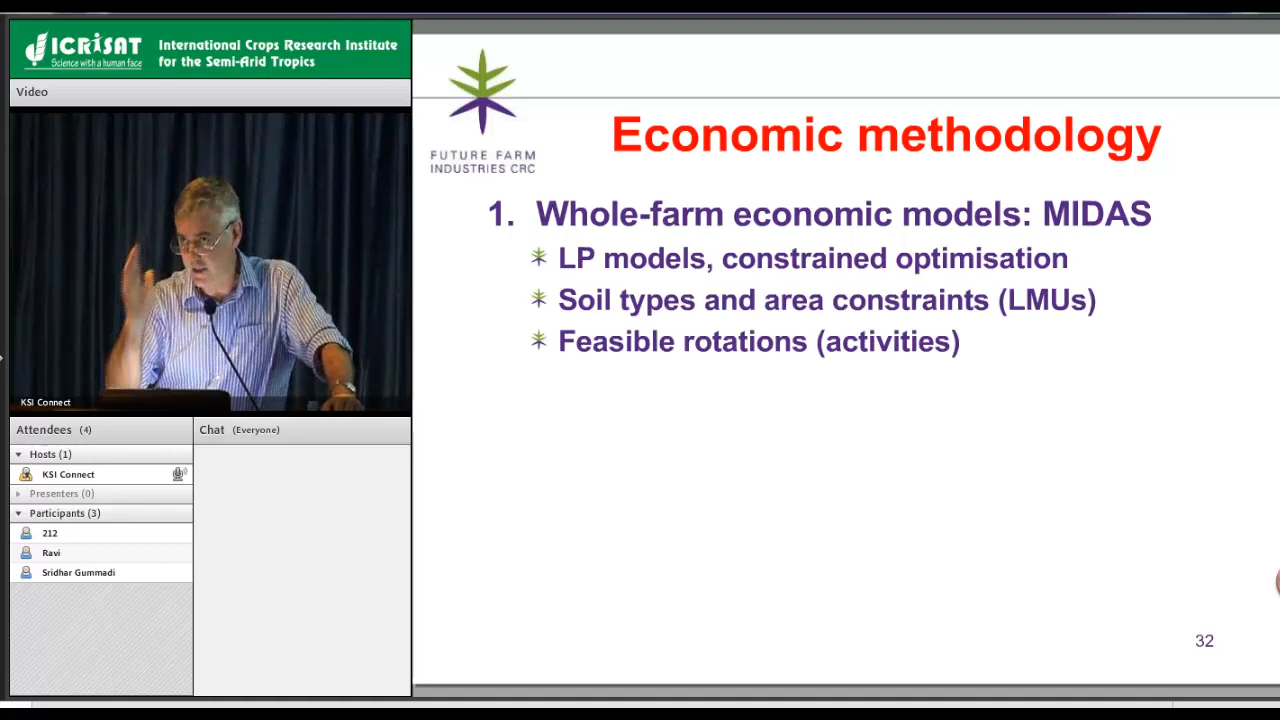 ICRISAT
Science with a human face
International Crops Research Institute
for the Semi-Arid Tropics
Video
KSI Connect
Attendees (4)
Hosts (1)
KSI Connect
Presenters (0)
Participants (3)
212
Ravi
Sridhar Gummadi
Chat (Everyone)
FUTURE FARM
INDUSTRIES CRC
Economic methodology
1. Whole-farm economic models: MIDAS
LP models, constrained optimisation
Soil types and area constraints (LMUs)
Feasible rotations (activities)
32